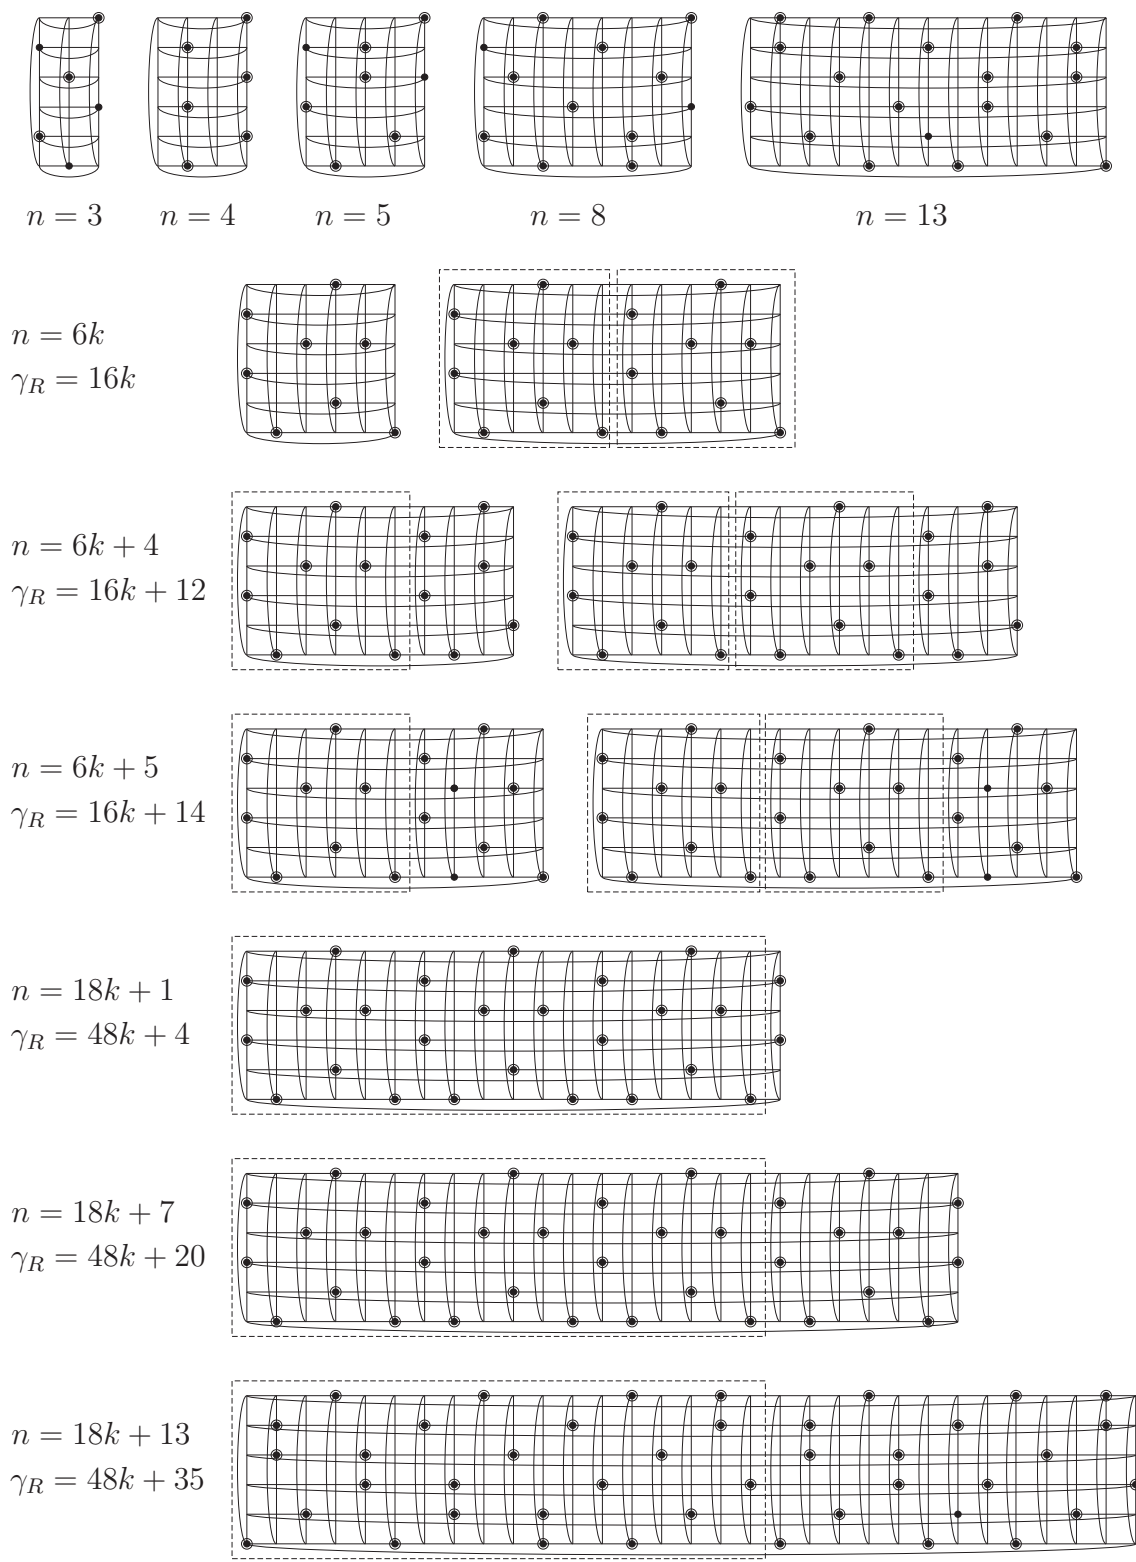 n = 3
n = 4
n = 5
n = 8
n = 13
n = 6k
γ_R = 16k
n = 6k + 4
γ_R = 16k + 12
n = 6k + 5
γ_R = 16k + 14
n = 18k + 1
γ_R = 48k + 4
n = 18k + 7
γ_R = 48k + 20
n = 18k + 13
γ_R = 48k + 35